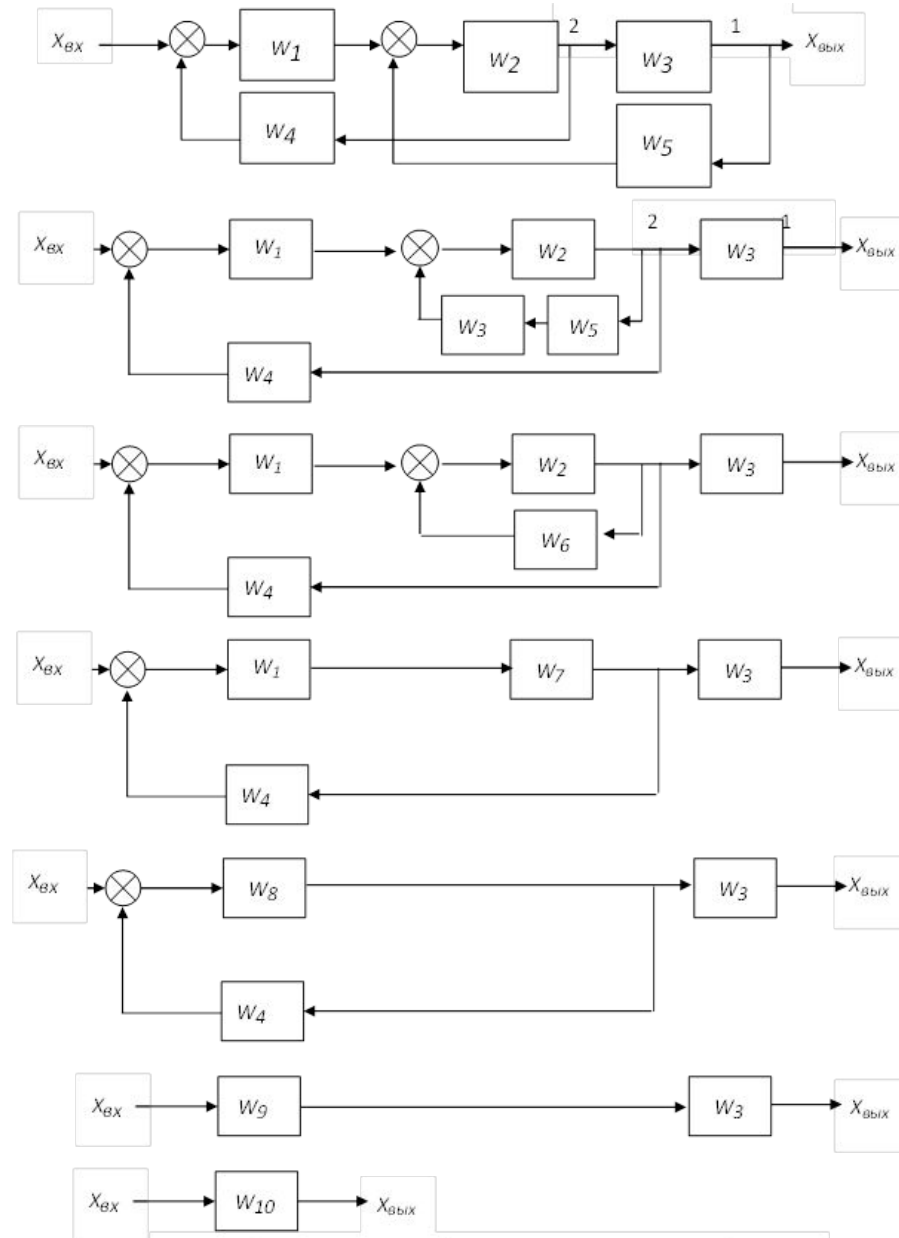 Xвх W1 W2 2 W3 1 Xвых
W4 W5
Xвх W1 W2 2 W3 1 Xвых
W3 W5
W4
Xвх W1 W2 W3 Xвых
W6
W4
Xвх W1 W7 W3 Xвых
W4
Xвх W8 W3 Xвых
W4
Xвх W9 W3 Xвых
Xвх W10 Xвых